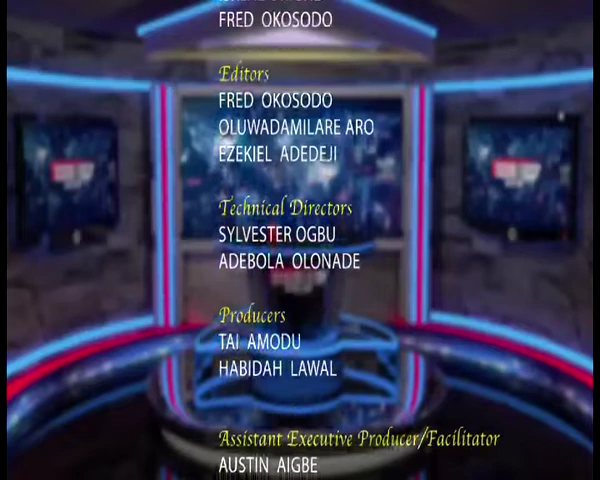 FRED OKOSODO
Editors
FRED OKOSODO
OLUWADAMILARE ARO
EZEKIEL ADEDEJI
Technical Directors
SYLVESTER OGBU
ADEBOLA OLONADE
Producers
TAI AMODU
HABIDAH LAWAL
Assistant Executive Producer/Facilitator
AUSTIN AIGBE